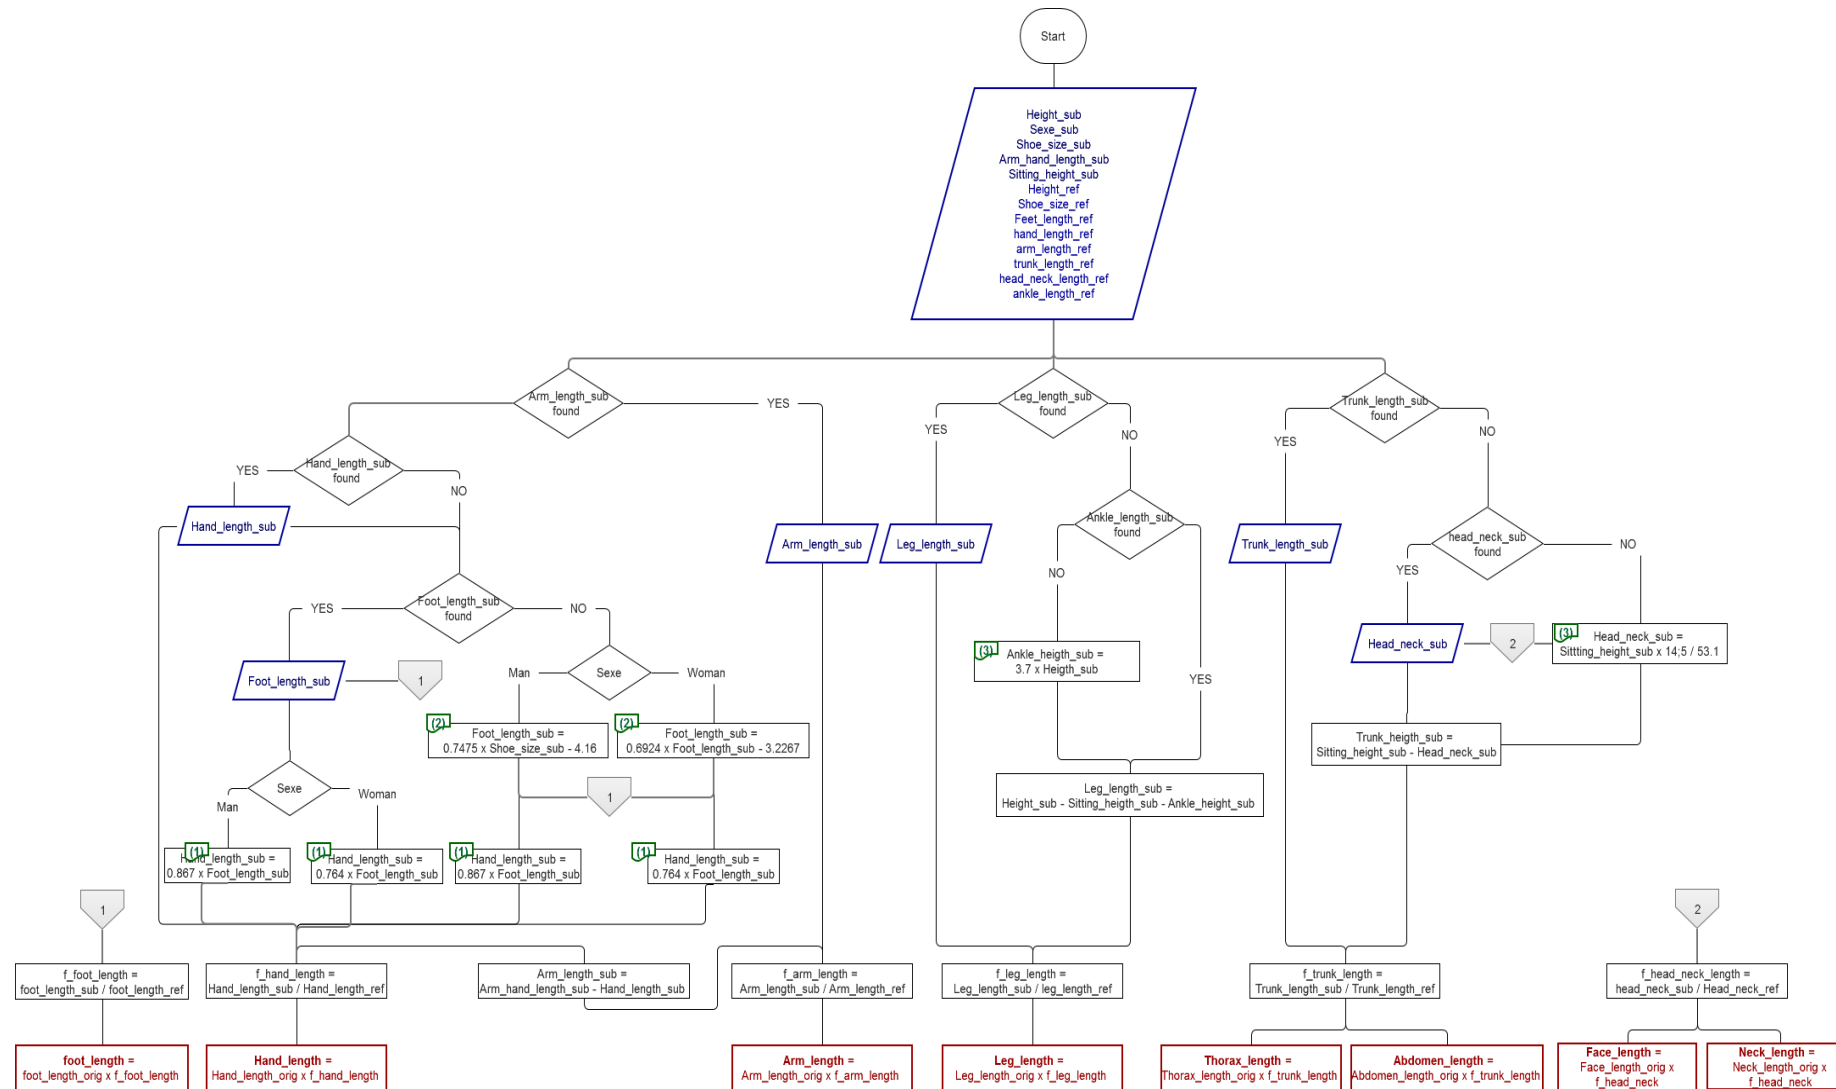 Start
Height_sub
Sexe_sub
Shoe_size_sub
Arm_hand_length_sub
Sitting_height_sub
Height_ref
Shoe_size_ref
Feet_length_ref
hand_length_ref
arm_length_ref
trunk_length_ref
head_neck_length_ref
ankle_length_ref
Arm_length_sub
found
YES
Leg_length_sub
found
YES
NO
Trunk_length_sub
found
YES
NO
Hand_length_sub
found
YES
NO
Hand_length_sub
Arm_length_sub
Leg_length_sub
Ankle_length_sub
found
NO
YES
Trunk_length_sub
head_neck_sub
found
YES
NO
Foot_length_sub
found
YES
NO
Foot_length_sub
1
Sexe
Man
Woman
(3)
Ankle_heigth_sub =
3.7 x Heigth_sub
Head_neck_sub
2
(3)
Head_neck_sub =
Sittting_height_sub x 14;5 / 53.1
(2)
Foot_length_sub =
0.7475 x Shoe_size_sub - 4.16
(2)
Foot_length_sub =
0.6924 x Foot_length_sub - 3.2267
Trunk_heigth_sub =
Sitting_height_sub - Head_neck_sub
Sexe
Man
Woman
1
Leg_length_sub =
Height_sub - Sitting_heigth_sub - Ankle_height_sub
(1)
Hand_length_sub =
0.867 x Foot_length_sub
(1)
Hand_length_sub =
0.764 x Foot_length_sub
(1)
Hand_length_sub =
0.867 x Foot_length_sub
(1)
Hand_length_sub =
0.764 x Foot_length_sub
1
2
f_foot_length =
foot_length_sub / foot_length_ref
f_hand_length =
Hand_length_sub / Hand_length_ref
Arm_length_sub =
Arm_hand_length_sub - Hand_length_sub
f_arm_length =
Arm_length_sub / Arm_length_ref
f_leg_length =
Leg_length_sub / leg_length_ref
f_trunk_length =
Trunk_length_sub / Trunk_length_ref
f_head_neck_length =
head_neck_sub / Head_neck_ref
foot_length =
foot_length_orig x f_foot_length
Hand_length =
Hand_length_orig x f_hand_length
Arm_length =
Arm_length_orig x f_arm_length
Leg_length =
Leg_length_orig x f_leg_length
Thorax_length =
Thorax_length_orig x f_trunk_length
Abdomen_length =
Abdomen_length_orig x f_trunk_length
Face_length =
Face_length_orig x
f_head_neck
Neck_length =
Neck_length_orig x
f_head_neck